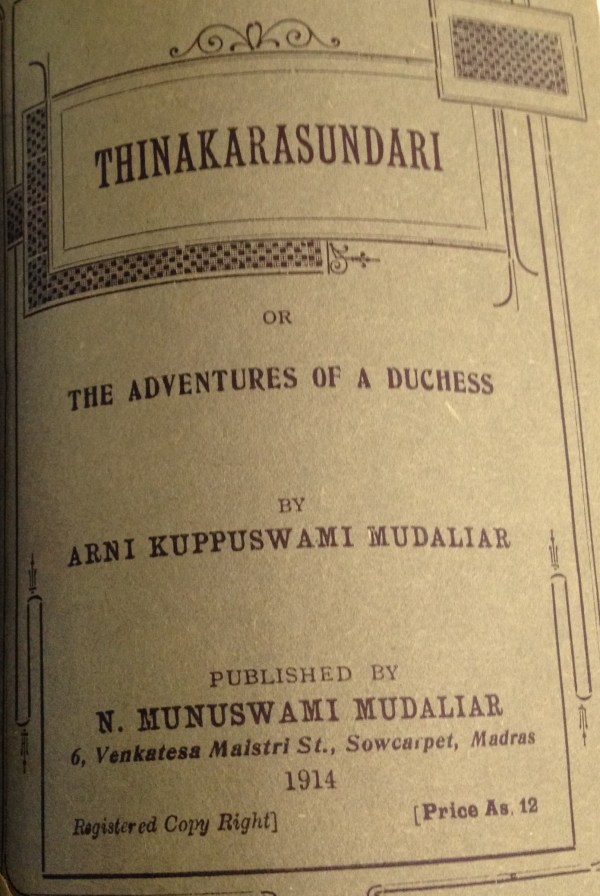 THINAKARASUNDARI
OR
THE ADVENTURES OF A DUCHESS
BY
ARNI KUPPUSWAMI MUDALIAR
PUBLISHED BY
N. MUNUSWAMI MUDALIAR
6, Venkatesa Maistri St., Sowcarpet, Madras
1914
Registered Copy Right] [Price As. 12